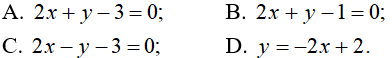 A. 2x + y − 3 = 0; B. 2x + y − 1 = 0;
C. 2x − y − 3 = 0; D. y = −2x + 2.